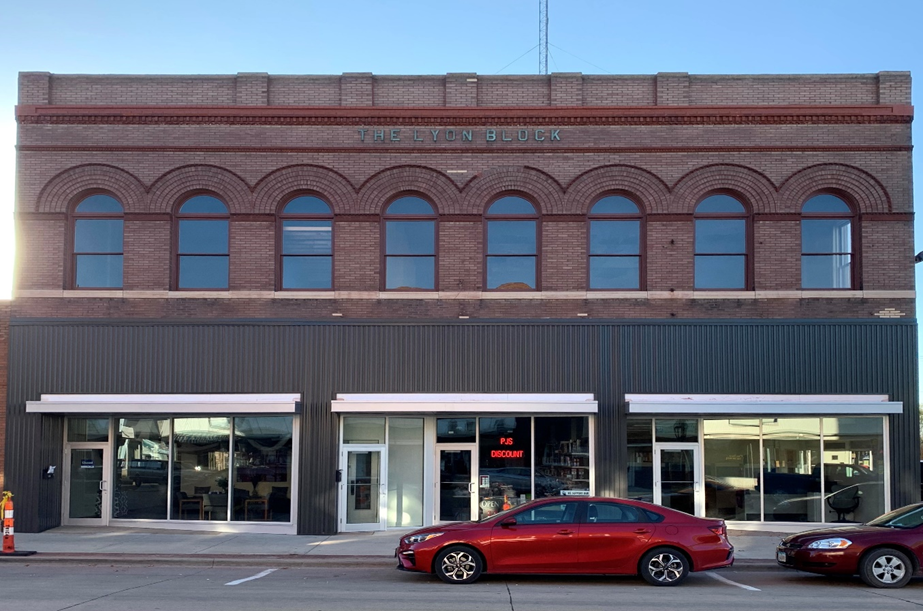 THE LYON BLOCK
PJS
DISCOUNT